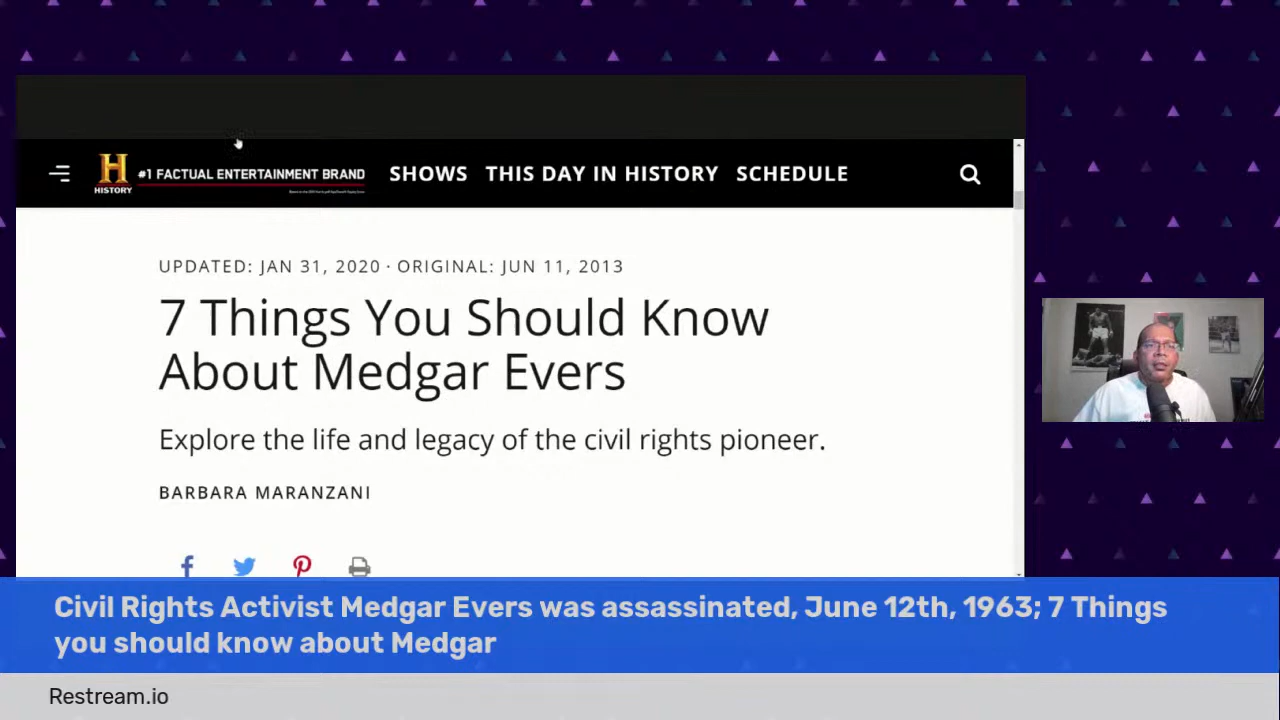 HISTORY
#1 FACTUAL ENTERTAINMENT BRAND
SHOWS THIS DAY IN HISTORY SCHEDULE
UPDATED: JAN 31, 2020 · ORIGINAL: JUN 11, 2013
7 Things You Should Know
About Medgar Evers
Explore the life and legacy of the civil rights pioneer.
BARBARA MARANZANI
Civil Rights Activist Medgar Evers was assassinated, June 12th, 1963; 7 Things
you should know about Medgar
Restream.io